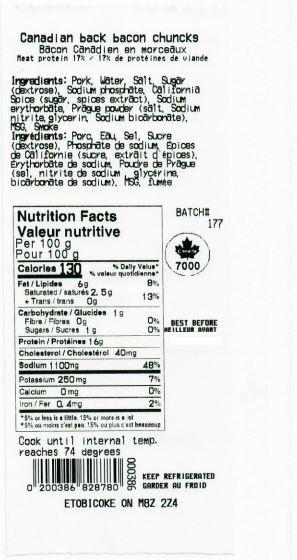 Canadian back bacon chuncks
Bacon Canadien en morceaux
Meat protein 17% / 17% de protéines de viande
Ingredients: Pork, Water, Salt, Sugar
(dextrose), Sodium phosphate, California
Spice (sugar, spices extract), Sodium
erythorbate, Prague powder (salt, Sodium
nitrite, glycerin, Sodium bicarbonate),
MSG, Smoke
Ingrédients: Porc, Eau, Sel, Sucre
(dextrose), Phosphate de sodium, Épices
de Californie (sucre, extrait d'épices),
Érythorbate de sodium, Poudre de Prague
(sel, nitrite de sodium, glycérine,
bicarbonate de sodium), MSG, fumée
Nutrition Facts
Valeur nutritive
Per 100 g
Pour 100 g
Calories 130
% Daily Value*
% valeur quotidienne*
Fat / Lipides 6g 8%
Saturated / saturés 2.5g
+ Trans / trans 0g
13%
Carbohydrate / Glucides 1g
Fibre / Fibres 0g 0%
Sugars / Sucres 1g 0%
Protein / Protéines 16g
Cholesterol / Cholestérol 40mg
Sodium 1100mg 48%
Potassium 250mg 7%
Calcium 0mg 0%
Iron / Fer 0.4mg 2%
*5% or less is a little, 15% or more is a lot
*5% ou moins c'est peu, 15% ou plus c'est beaucoup
BATCH#
177
Canada
7000
BEST BEFORE
MEILLEUR AVANT
Cook until internal temp.
reaches 74 degrees
0 200386 828780
000386
KEEP REFRIGERATED
GARDER AU FROID
ETOBICOKE ON M8Z 2Z4